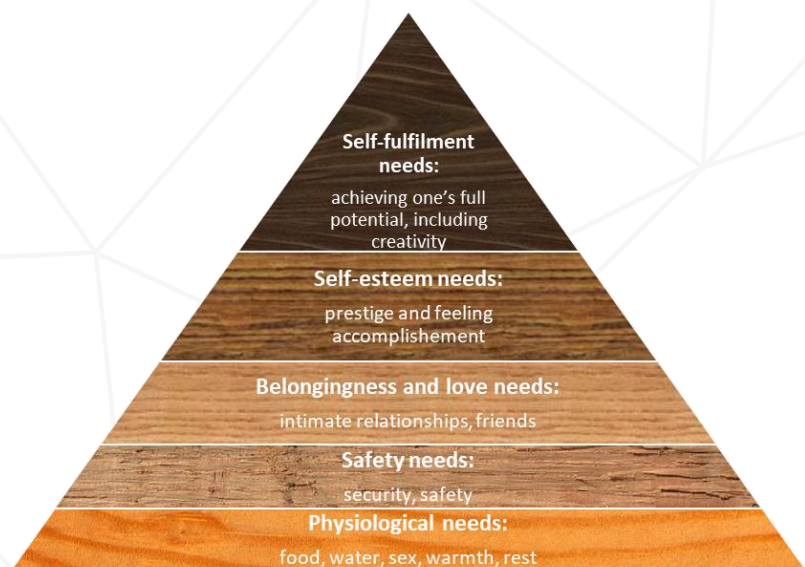 Self-fulfilment
needs:
achieving one's full
potential, including
creativity
Self-esteem needs:
prestige and feeling
accomplishement
Belongingness and love needs:
intimate relationships, friends
Safety needs:
security, safety
Physiological needs:
food, water, sex, warmth, rest